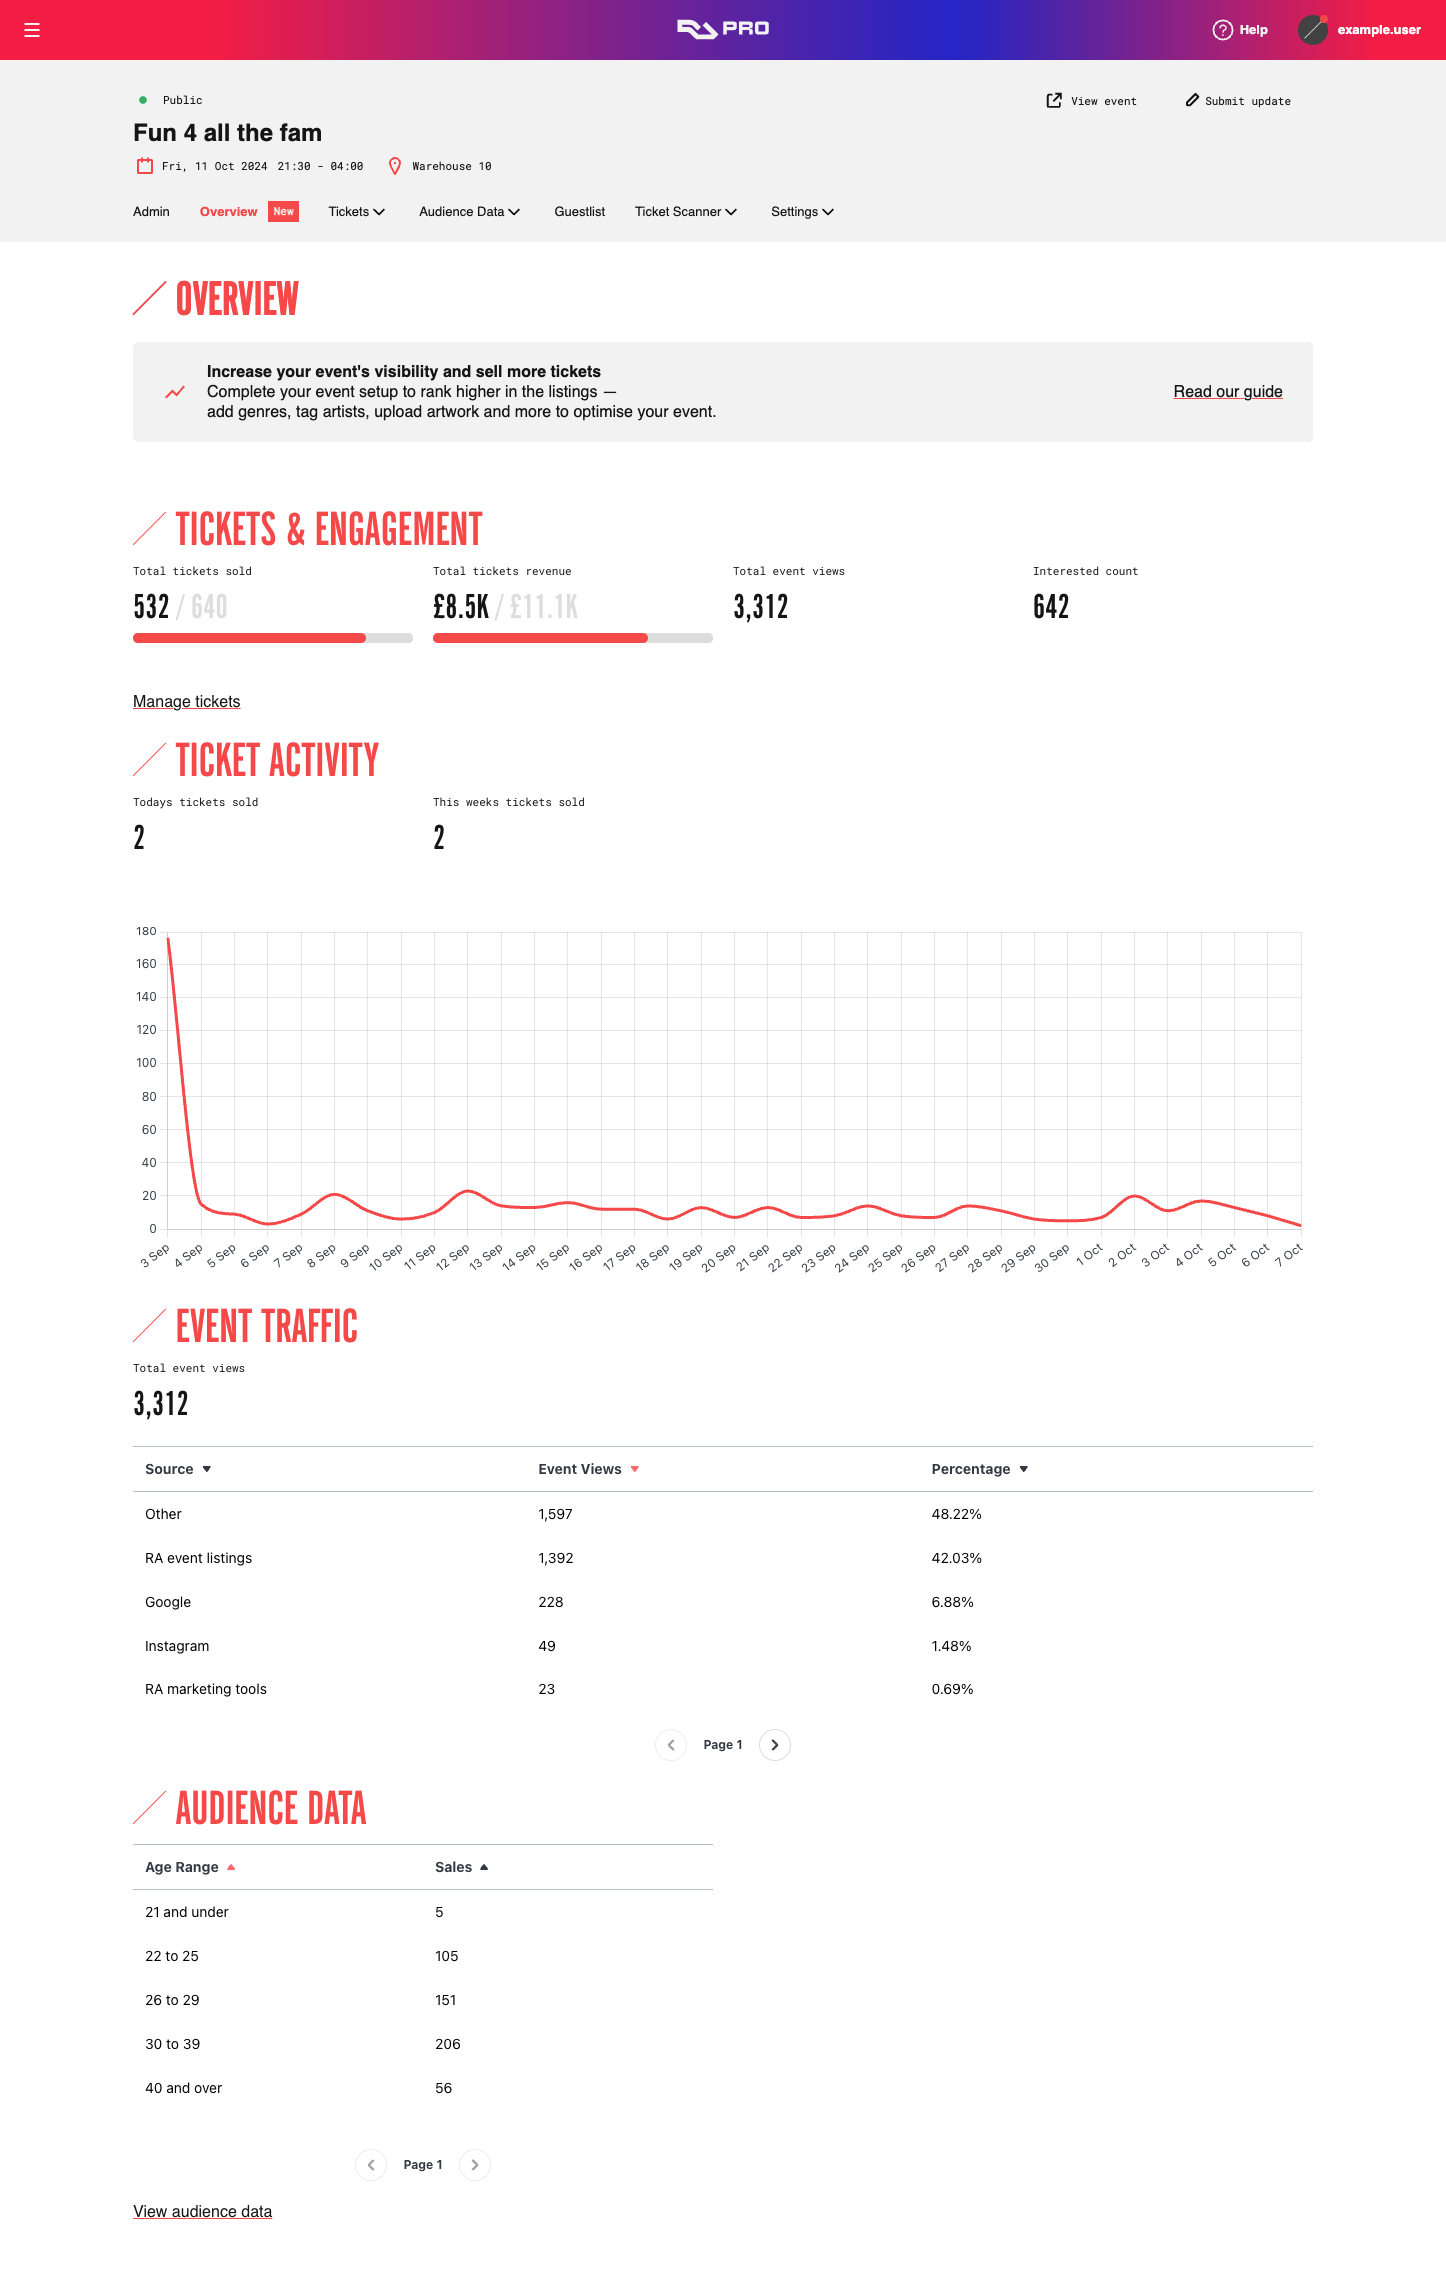 RA PRO
Help
example.user
Public
View event
Submit update
Fun 4 all the fam
Fri, 11 Oct 2024 21:30 - 04:00
Warehouse 10
Admin
Overview New
Tickets
Audience Data
Guestlist
Ticket Scanner
Settings
OVERVIEW
Increase your event's visibility and sell more tickets
Complete your event setup to rank higher in the listings —
add genres, tag artists, upload artwork and more to optimise your event.
Read our guide
TICKETS & ENGAGEMENT
Total tickets sold
532 / 640
Total tickets revenue
£8.5K / £11.1K
Total event views
3,312
Interested count
642
Manage tickets
TICKET ACTIVITY
Todays tickets sold
2
This weeks tickets sold
2
180
160
140
120
100
80
60
40
20
0
3 Sep
4 Sep
5 Sep
6 Sep
7 Sep
8 Sep
9 Sep
10 Sep
11 Sep
12 Sep
13 Sep
14 Sep
15 Sep
16 Sep
17 Sep
18 Sep
19 Sep
20 Sep
21 Sep
22 Sep
23 Sep
24 Sep
25 Sep
26 Sep
27 Sep
28 Sep
29 Sep
30 Sep
1 Oct
2 Oct
3 Oct
4 Oct
5 Oct
6 Oct
7 Oct
EVENT TRAFFIC
Total event views
3,312
Source Event Views Percentage
Other 1,597 48.22%
RA event listings 1,392 42.03%
Google 228 6.88%
Instagram 49 1.48%
RA marketing tools 23 0.69%
Page 1
AUDIENCE DATA
Age Range Sales
21 and under 5
22 to 25 105
26 to 29 151
30 to 39 206
40 and over 56
Page 1
View audience data